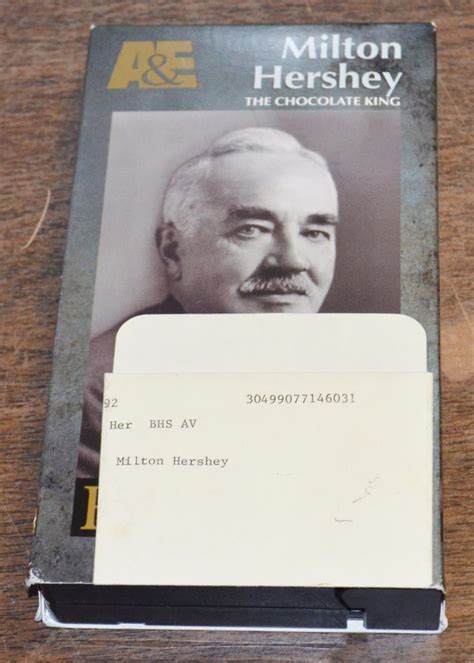 A&E
Milton
Hershey
THE CHOCOLATE KING
92 30499077146031
Her BHS AV
Milton Hershey